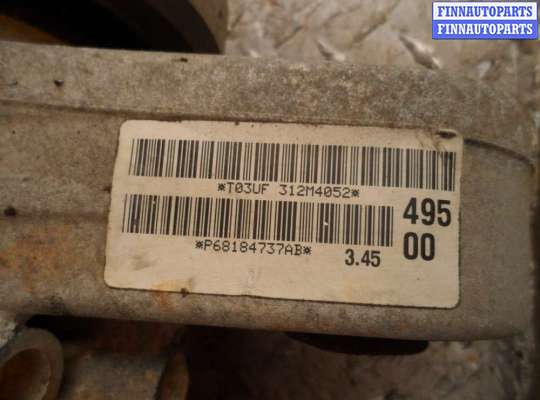 FINNAUTOPARTS
FINNAUTOPARTS
*T03UF 312M4052*
495
*P68184737AB*
3.45
00